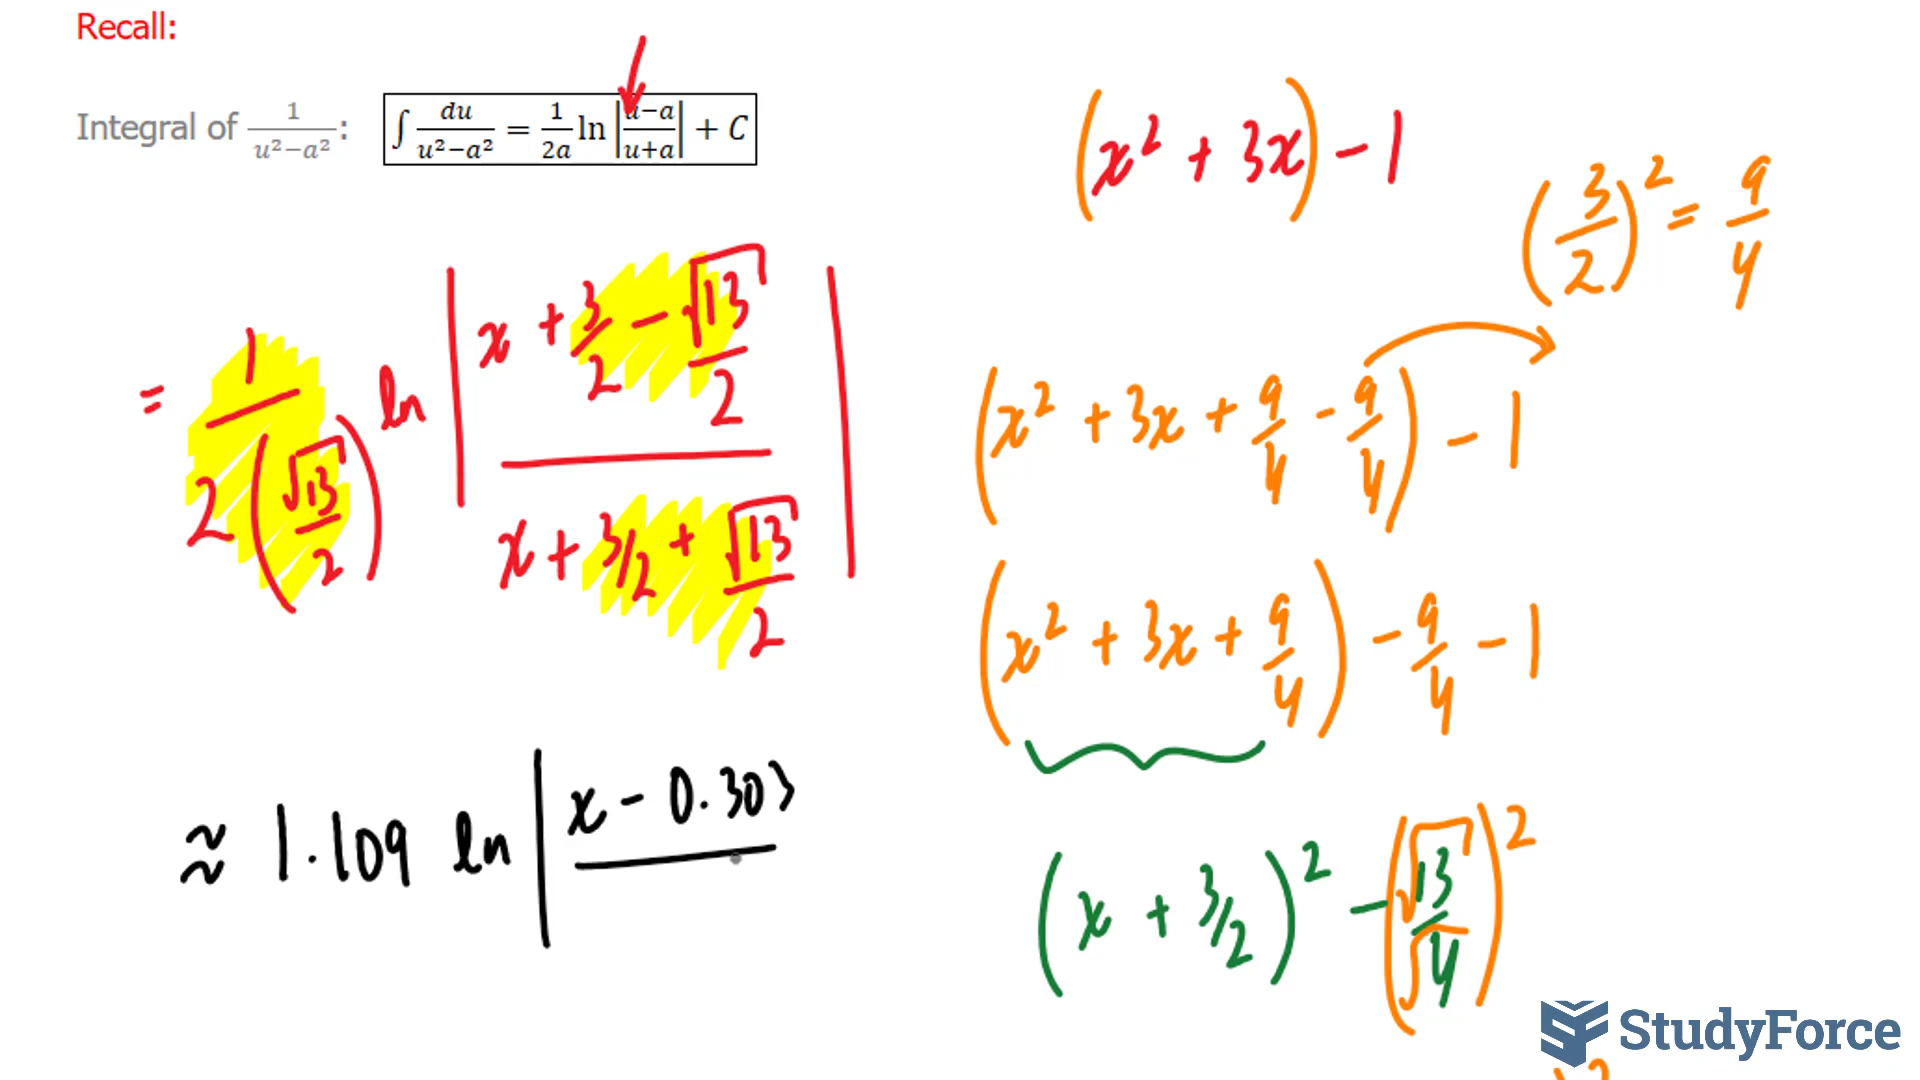 Recall:
Integral of 1/(u²−a²): ∫ du/(u²−a²) = 1/(2a) ln |(u−a)/(u+a)| + C
= 1/(2(√13/2)) ln |(x + 3/2 − √13/2)/(x + 3/2 + √13/2)|
≈ 1.109 ln |(x − 0.303)/
(x² + 3x) − 1
(3/2)² = 9/4
(x² + 3x + 9/4 − 9/4) − 1
(x² + 3x + 9/4) − 9/4 − 1
(x + 3/2)² − (√13/√4)²
StudyForce